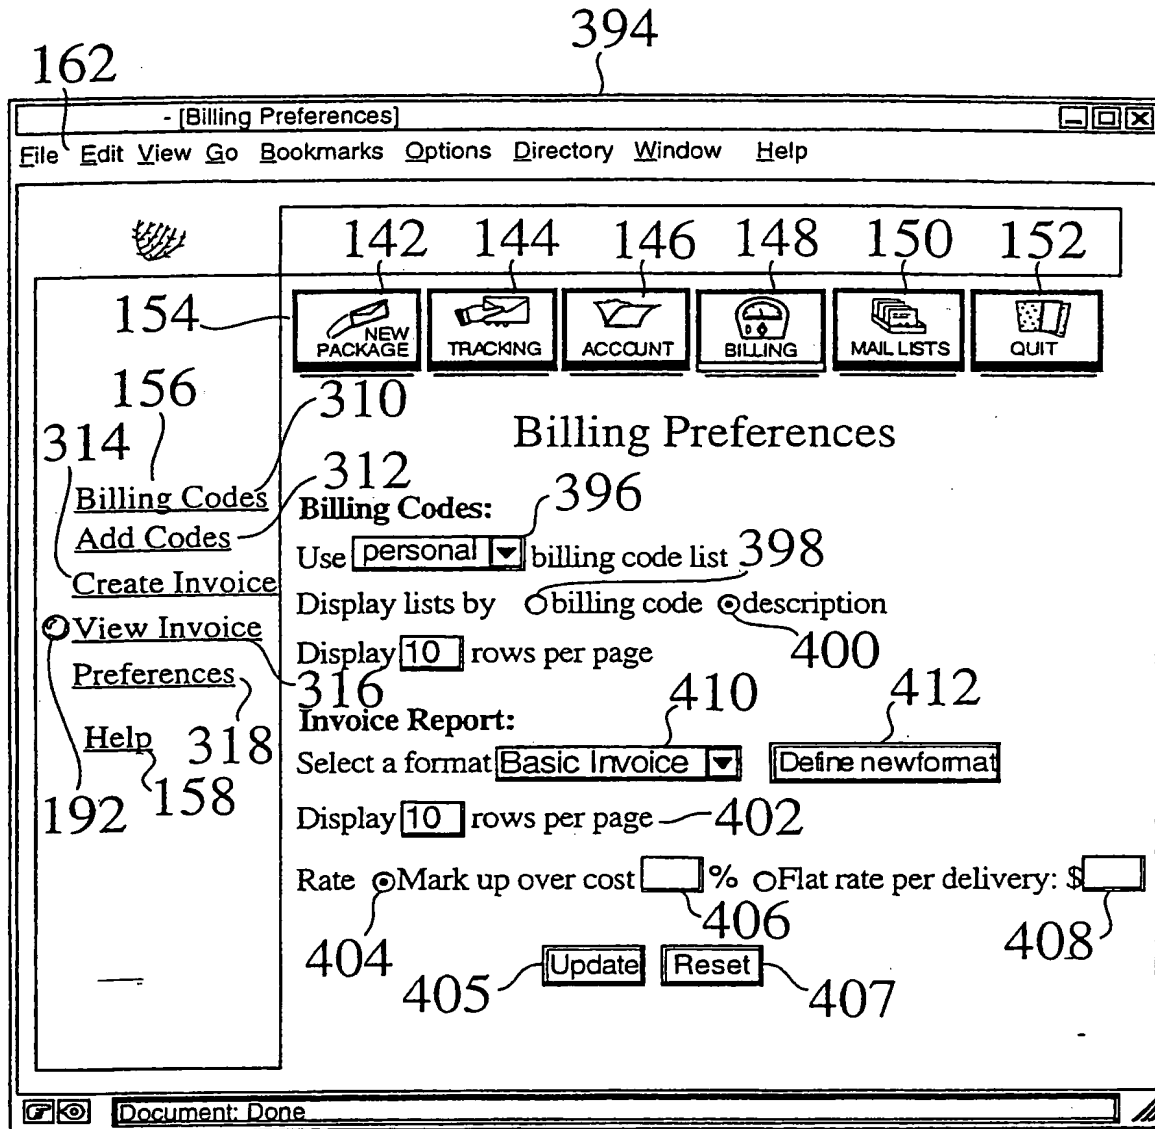 394
162
- [Billing Preferences]
File Edit View Go Bookmarks Options Directory Window Help
142 144 146 148 150 152
154
NEW PACKAGE TRACKING ACCOUNT BILLING MAIL LISTS QUIT
156
310
314
Billing Preferences
312
396
Billing Codes
Billing Codes:
Add Codes
Use personal billing code list 398
Create Invoice
Display lists by billing code description
View Invoice
400
Display 10 rows per page
Preferences
316
410
412
Invoice Report:
Help
318
Select a format Basic Invoice Define newformat
158
192
Display 10 rows per page 402
Rate Mark up over cost % Flat rate per delivery: $
406
408
404
Update Reset
405
407
Document: Done